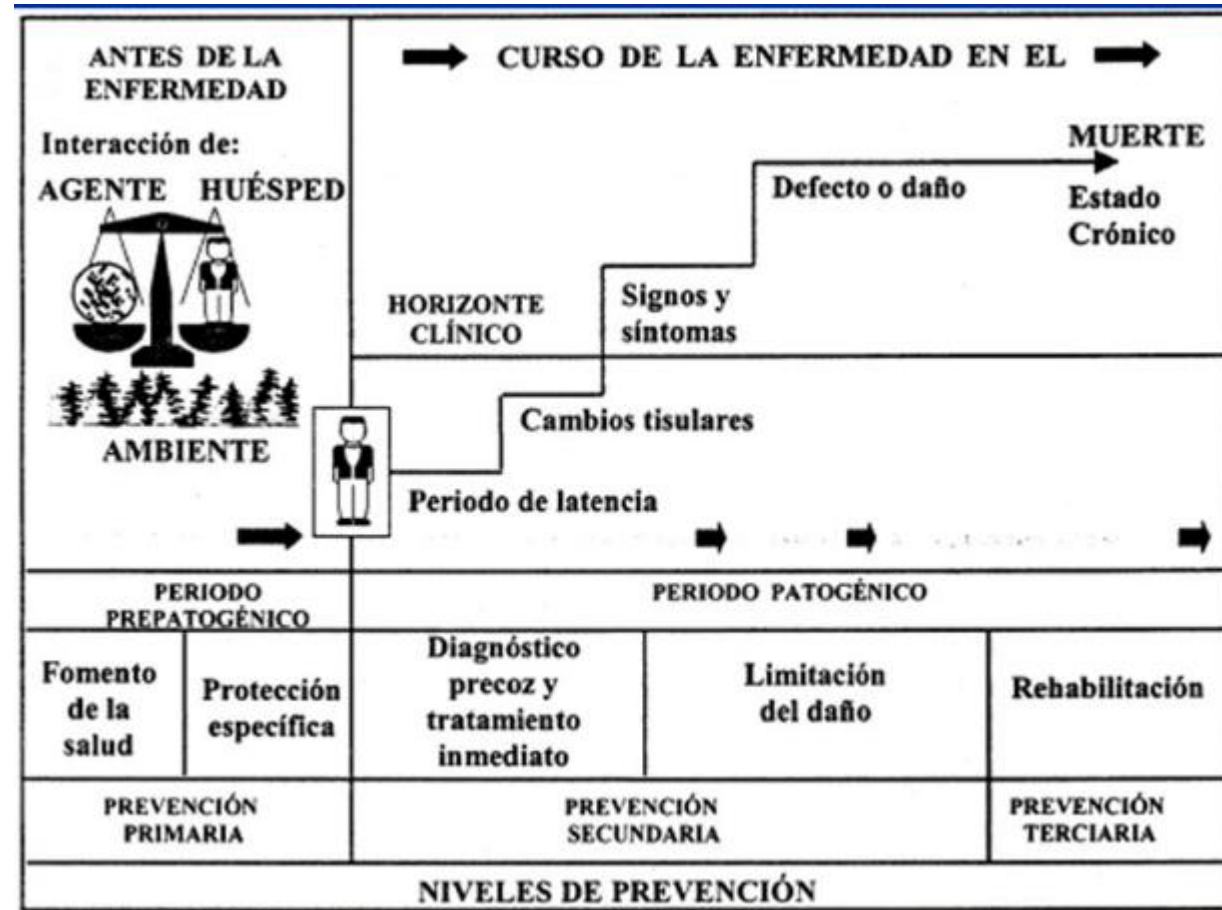 ANTES DE LA
ENFERMEDAD
Interacción de:
AGENTE HUÉSPED
AMBIENTE
CURSO DE LA ENFERMEDAD EN EL
MUERTE
Defecto o daño
Estado
Crónico
HORIZONTE
CLÍNICO
Signos y
síntomas
Cambios tisulares
Periodo de latencia
PERIODO
PREPATOGÉNICO
PERIODO PATOGÉNICO
Fomento
de la
salud
Protección
específica
Diagnóstico
precoz y
tratamiento
inmediato
Limitación
del daño
Rehabilitación
PREVENCIÓN
PRIMARIA
PREVENCIÓN
SECUNDARIA
PREVENCIÓN
TERCIARIA
NIVELES DE PREVENCIÓN